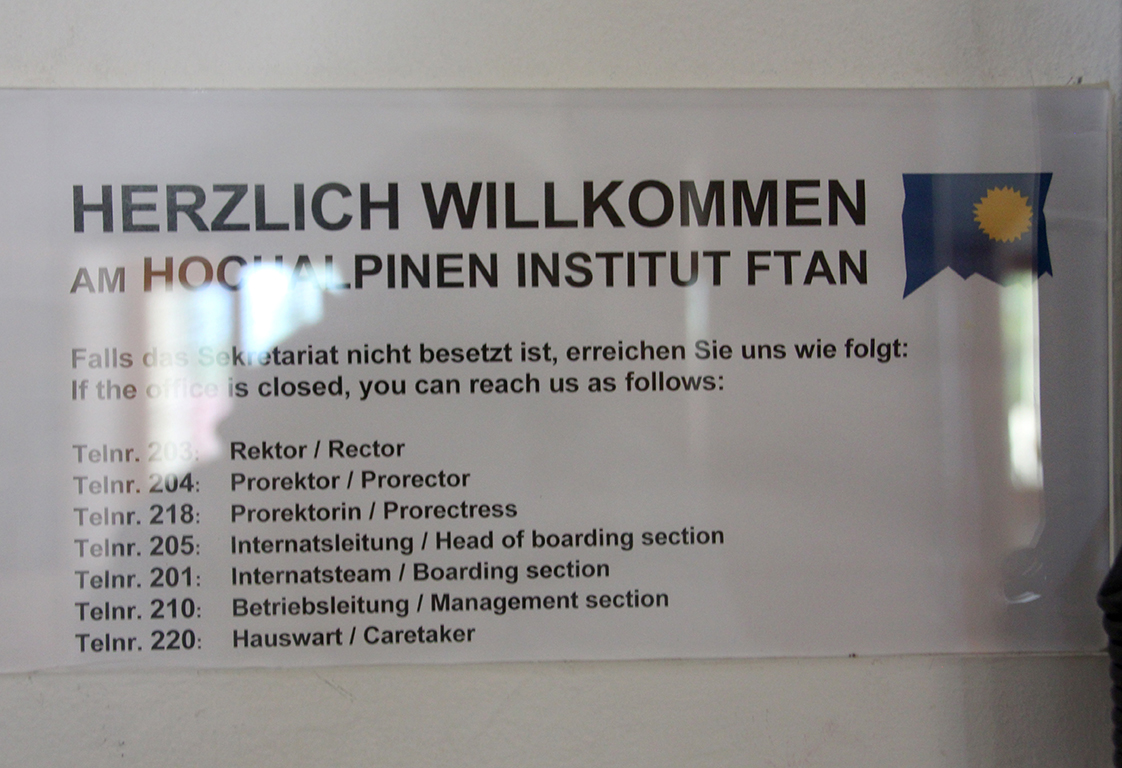 HERZLICH WILLKOMMEN
AM HOCHALPINEN INSTITUT FTAN
Falls das Sekretariat nicht besetzt ist, erreichen Sie uns wie folgt:
If the office is closed, you can reach us as follows:
Telnr. 203: Rektor / Rector
Telnr. 204: Prorektor / Prorector
Telnr. 218: Prorektorin / Prorectress
Telnr. 205: Internatsleitung / Head of boarding section
Telnr. 201: Internatsteam / Boarding section
Telnr. 210: Betriebsleitung / Management section
Telnr. 220: Hauswart / Caretaker